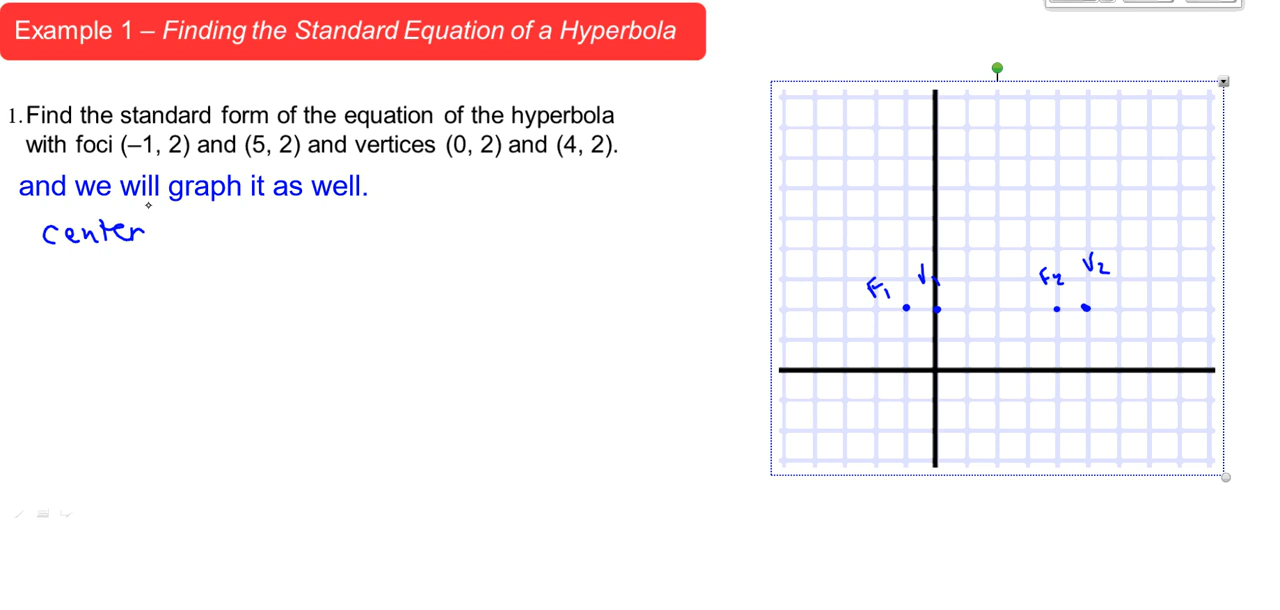 Example 1 – Finding the Standard Equation of a Hyperbola
1. Find the standard form of the equation of the hyperbola
with foci (–1, 2) and (5, 2) and vertices (0, 2) and (4, 2).
and we will graph it as well.
center
F₁ V₁ F₂ V₂